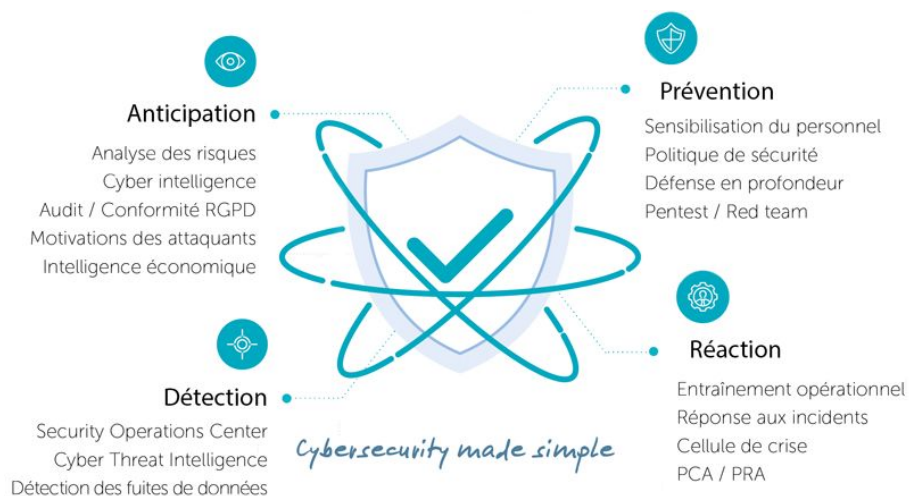 Anticipation
Analyse des risques
Cyber intelligence
Audit / Conformité RGPD
Motivations des attaquants
Intelligence économique
Prévention
Sensibilisation du personnel
Politique de sécurité
Défense en profondeur
Pentest / Red team
Détection
Security Operations Center
Cyber Threat Intelligence
Détection des fuites de données
Réaction
Entraînement opérationnel
Réponse aux incidents
Cellule de crise
PCA / PRA
Cybersecurity made simple